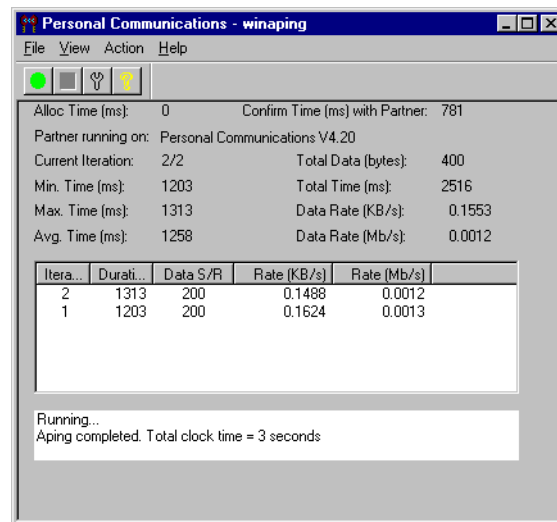 Personal Communications - winaping
File View Action Help
Alloc Time (ms): 0 Confirm Time (ms) with Partner: 781
Partner running on: Personal Communications V4.20
Current Iteration: 2/2 Total Data (bytes): 400
Min. Time (ms): 1203 Total Time (ms): 2516
Max. Time (ms): 1313 Data Rate (KB/s): 0.1553
Avg. Time (ms): 1258 Data Rate (Mb/s): 0.0012
Itera... Durati... Data S/R Rate (KB/s) Rate (Mb/s)
2 1313 200 0.1488 0.0012
1 1203 200 0.1624 0.0013
Running...
Aping completed. Total clock time = 3 seconds